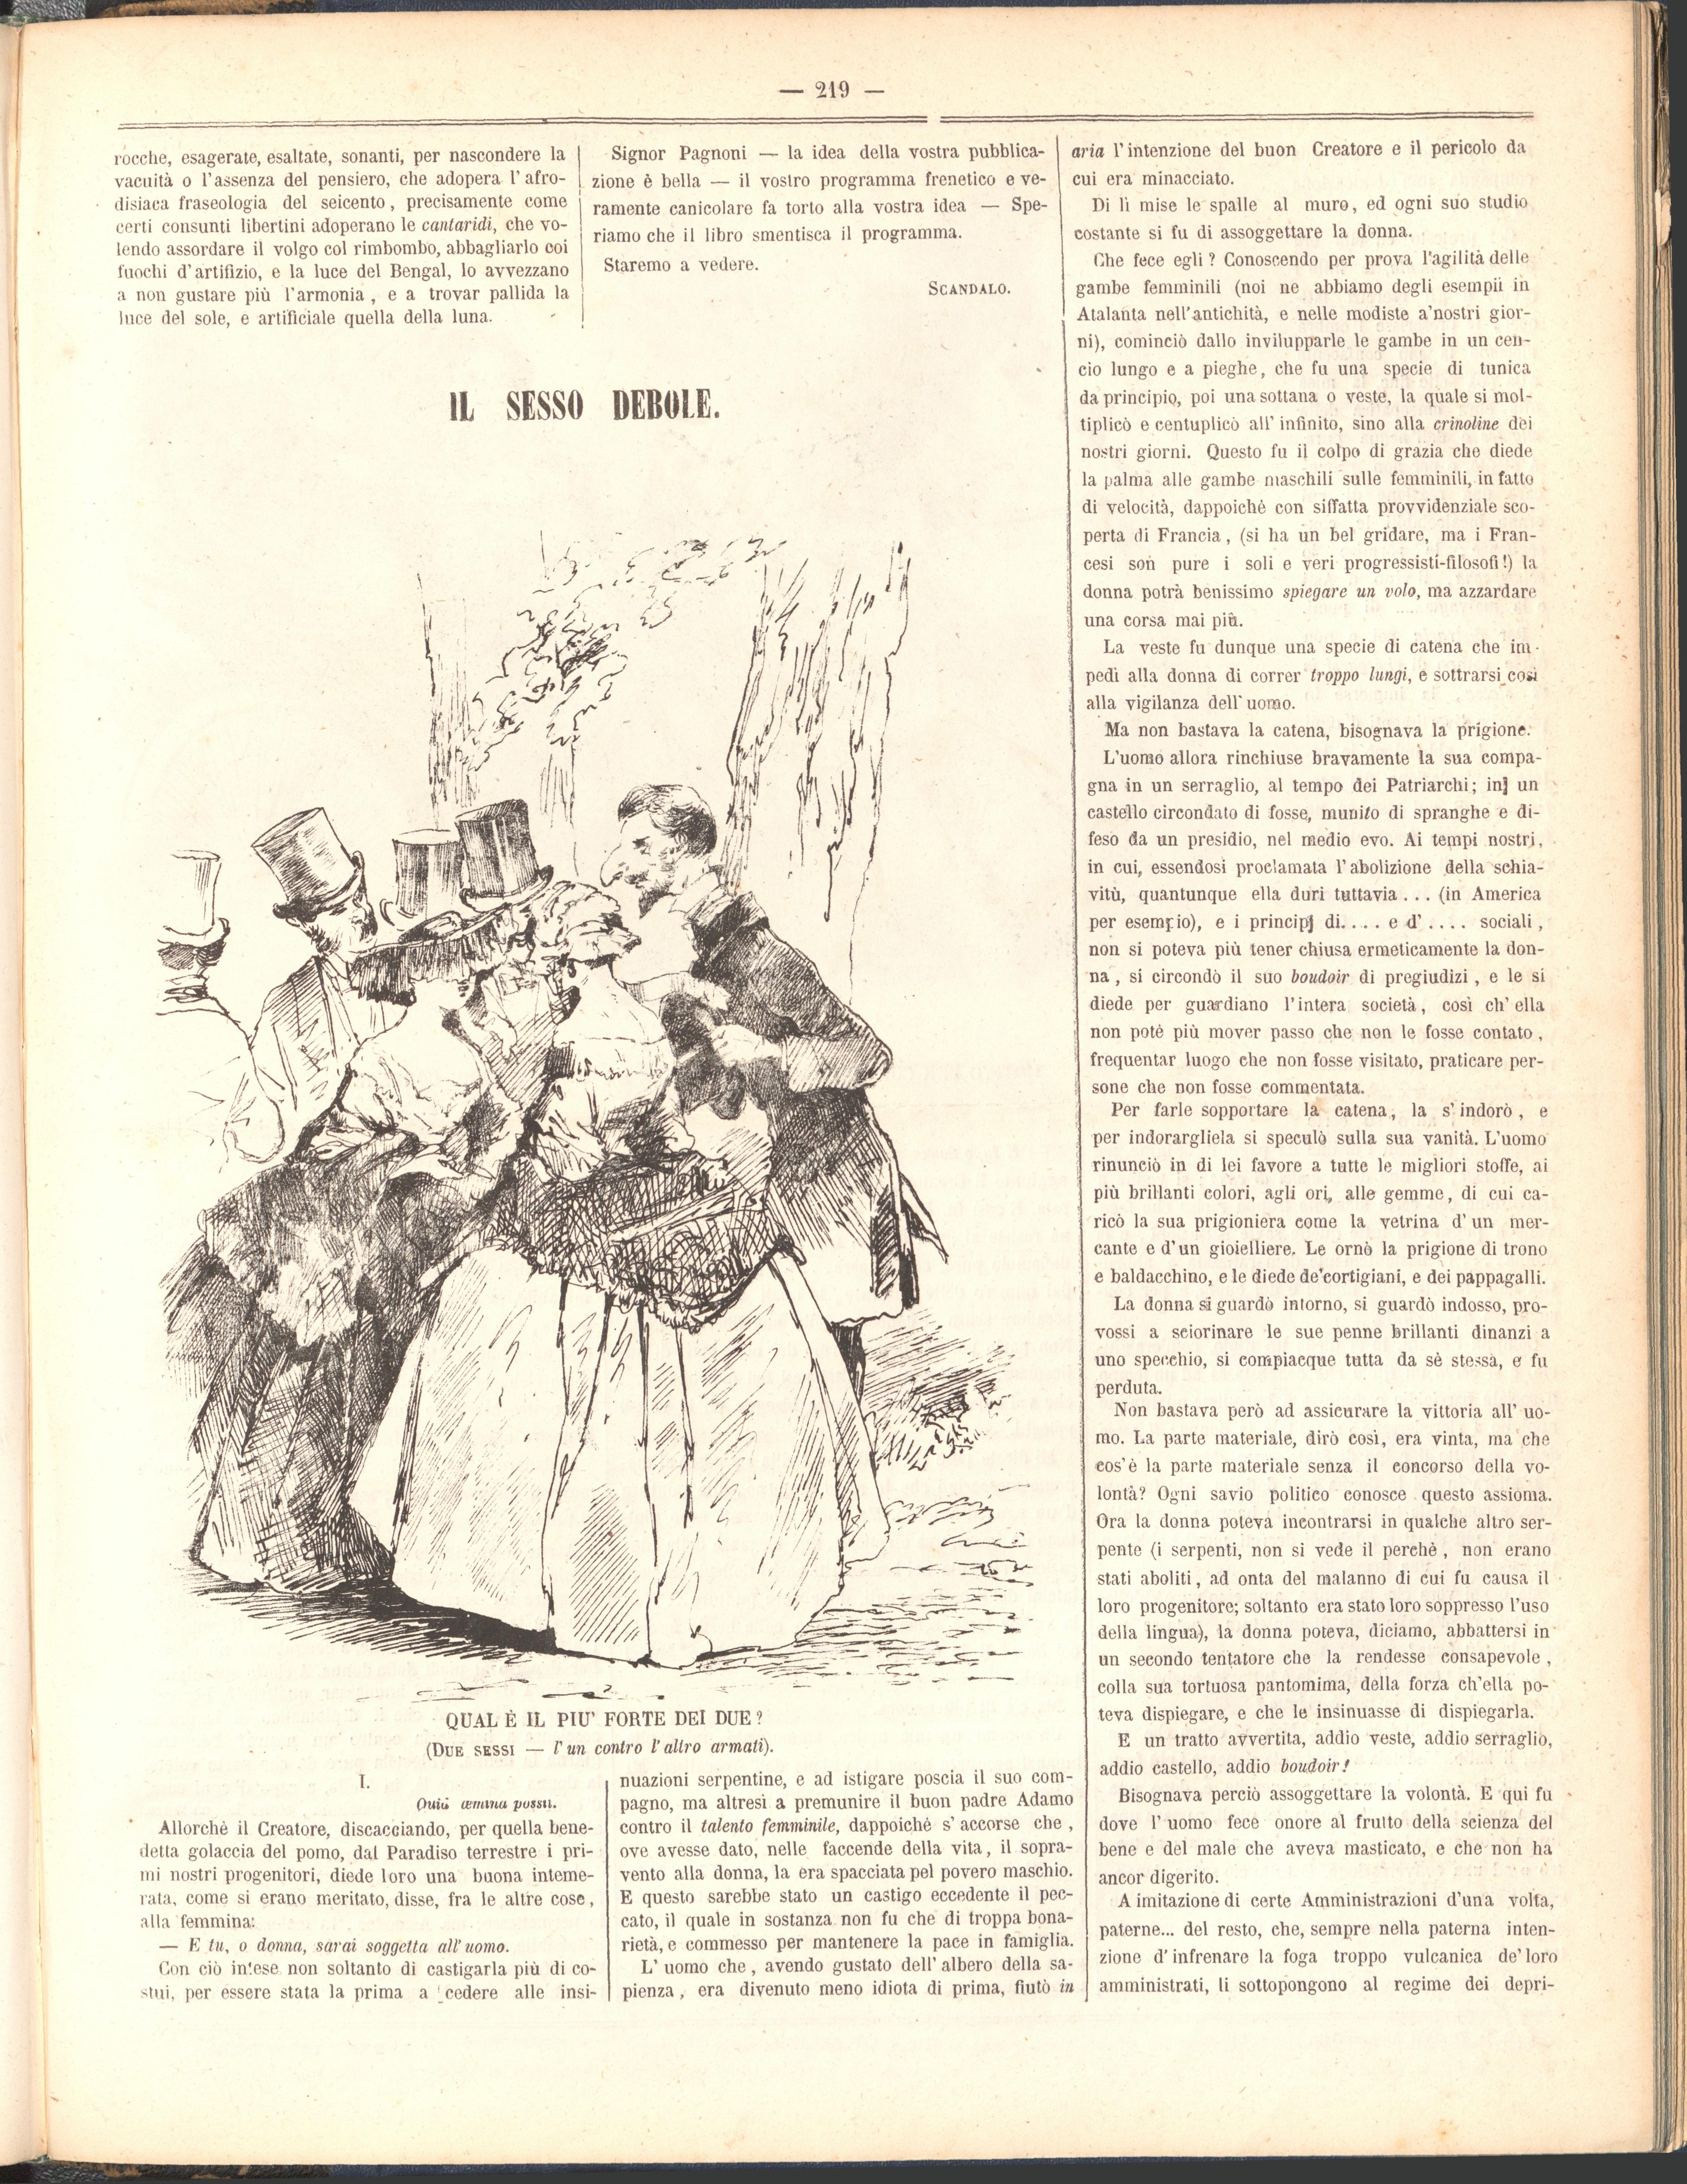 — 219 —
rocche, esagerate, esaltate, sonanti, per nascondere la
vacuità o l'assenza del pensiero, che adopera l'afro-
disiaca fraseologia del seicento, precisamente come
certi consunti libertini adoperano le cantaridi, che vo-
lendo assordare il volgo col rimbombo, abbagliarlo coi
fuochi d'artifizio, e la luce del Bengal, lo avvezzano
a non gustare più l'armonia, e a trovar pallida la
luce del sole, e artificiale quella della luna.
Signor Pagnoni — la idea della vostra pubblica-
zione è bella — il vostro programma frenetico e ve-
ramente canicolare fa torto alla vostra idea — Spe-
riamo che il libro smentisca il programma.
Staremo a vedere.
SCANDALO.
IL SESSO DEBOLE.
QUAL È IL PIU' FORTE DEI DUE?
(DUE SESSI — l'un contro l'altro armati).
I.
possit.
Allorchè il Creatore, discacciando, per quella bene-
detta golaccia del pomo, dal Paradiso terrestre i pri-
mi nostri progenitori, diede loro una buona inteme-
rata, come si erano meritato, disse, fra le altre cose,
alla femmina:
— E tu, o donna, sarai soggetta all'uomo.
Con ciò intese non soltanto di castigarla più di co-
stui, per essere stata la prima a cedere alle insi-
nuazioni serpentine, e ad istigare poscia il suo com-
pagno, ma altresì a premunire il buon padre Adamo
contro il talento femminile, dappoichè s'accorse che,
ove avesse dato, nelle faccende della vita, il sopra-
vento alla donna, la era spacciata pel povero maschio.
E questo sarebbe stato un castigo eccedente il pec-
cato, il quale in sostanza non fu che di troppa bona-
rietà, e commesso per mantenere la pace in famiglia.
L'uomo che, avendo gustato dell'albero della sa-
pienza, era divenuto meno idiota di prima, fiutò in
aria l'intenzione del buon Creatore e il pericolo da
cui era minacciato.
Di lì mise le spalle al muro, ed ogni suo studio
costante si fu di assoggettare la donna.
Che fece egli? Conoscendo per prova l'agilità delle
gambe femminili (noi ne abbiamo degli esempii in
Atalanta nell'antichità, e nelle modiste a'nostri gior-
ni), cominciò dallo invilupparle le gambe in un cen-
cio lungo e a pieghe, che fu una specie di tunica
da principio, poi una sottana o veste, la quale si mol-
tiplicò e centuplicò all'infinito, sino alla crinoline dei
nostri giorni. Questo fu il colpo di grazia che diede
la palma alle gambe maschili sulle femminili, in fatto
di velocità, dappoichè con siffatta provvidenziale sco-
perta di Francia, (si ha un bel gridare, ma i Fran-
cesi son pure i soli e veri progressisti-filosofi!) la
donna potrà benissimo spiegare un volo, ma azzardare
una corsa mai più.
La veste fu dunque una specie di catena che im-
pedì alla donna di correr troppo lungi, e sottrarsi così
alla vigilanza dell'uomo.
Ma non bastava la catena, bisognava la prigione.
L'uomo allora rinchiuse bravamente la sua compa-
gna in un serraglio, al tempo dei Patriarchi; in un
castello circondato di fosse, munito di spranghe e di-
feso da un presidio, nel medio evo. Ai tempi nostri,
in cui, essendosi proclamata l'abolizione della schia-
vitù, quantunque ella duri tuttavia... (in America
per esempio), e i principj di.... e d'.... sociali,
non si poteva più tener chiusa ermeticamente la don-
na, si circondò il suo boudoir di pregiudizi, e le si
diede per guardiano l'intera società, così ch'ella
non potè più mover passo che non le fosse contato,
frequentar luogo che non fosse visitato, praticare per-
sone che non fosse commentata.
Per farle sopportare la catena, la s'indorò, e
per indorargliela si speculò sulla sua vanità. L'uomo
rinunciò in di lei favore a tutte le migliori stoffe, ai
più brillanti colori, agli ori, alle gemme, di cui ca-
ricò la sua prigioniera come la vetrina d'un mer-
cante e d'un gioielliere. Le ornò la prigione di trono
e baldacchino, e le diede de'cortigiani, e dei pappagalli.
La donna si guardò intorno, si guardò indosso, pro-
vossi a sciorinare le sue penne brillanti dinanzi a
uno specchio, si compiacque tutta da sè stessa, e fu
perduta.
Non bastava però ad assicurare la vittoria all'uo-
mo. La parte materiale, dirò così, era vinta, ma che
cos'è la parte materiale senza il concorso della vo-
lontà? Ogni savio politico conosce questo assioma.
Ora la donna poteva incontrarsi in qualche altro ser-
pente (i serpenti, non si vede il perchè, non erano
stati aboliti, ad onta del malanno di cui fu causa il
loro progenitore; soltanto era stato loro soppresso l'uso
della lingua), la donna poteva, diciamo, abbattersi in
un secondo tentatore che la rendesse consapevole,
colla sua tortuosa pantomima, della forza ch'ella po-
teva dispiegare, e che le insinuasse di dispiegarla.
E un tratto avvertita, addio veste, addio serraglio,
addio castello, addio boudoir!
Bisognava perciò assoggettare la volontà. E qui fu
dove l'uomo fece onore al frutto della scienza del
bene e del male che aveva masticato, e che non ha
ancor digerito.
A imitazione di certe Amministrazioni d'una volta,
paterne... del resto, che, sempre nella paterna inten-
zione d'infrenare la foga troppo vulcanica de'loro
amministrati, li sottopongono al regime dei depri-